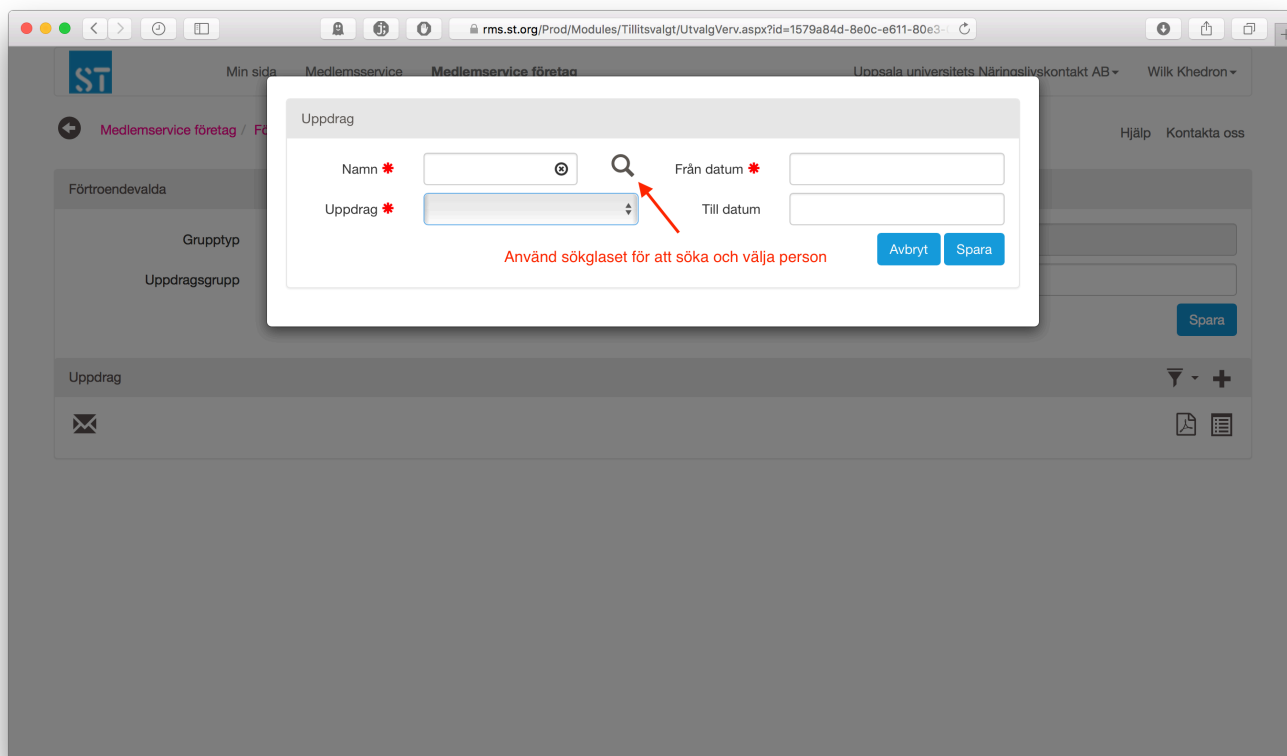 rms.st.org/Prod/Modules/Tillitsvalgt/UtvalgVerv.aspx?id=1579a84d-8e0c-e611-80e3-
ST
Min sida Medlemsservice Medlemservice företag Uppsala universitets Näringslivskontakt AB Wilk Khedron
Medlemservice företag / Fö
Hjälp Kontakta oss
Uppdrag
Namn * Från datum *
Uppdrag * Till datum
Använd sökglaset för att söka och välja person
Avbryt Spara
Förtroendevalda
Grupptyp
Uppdragsgrupp
Spara
Uppdrag